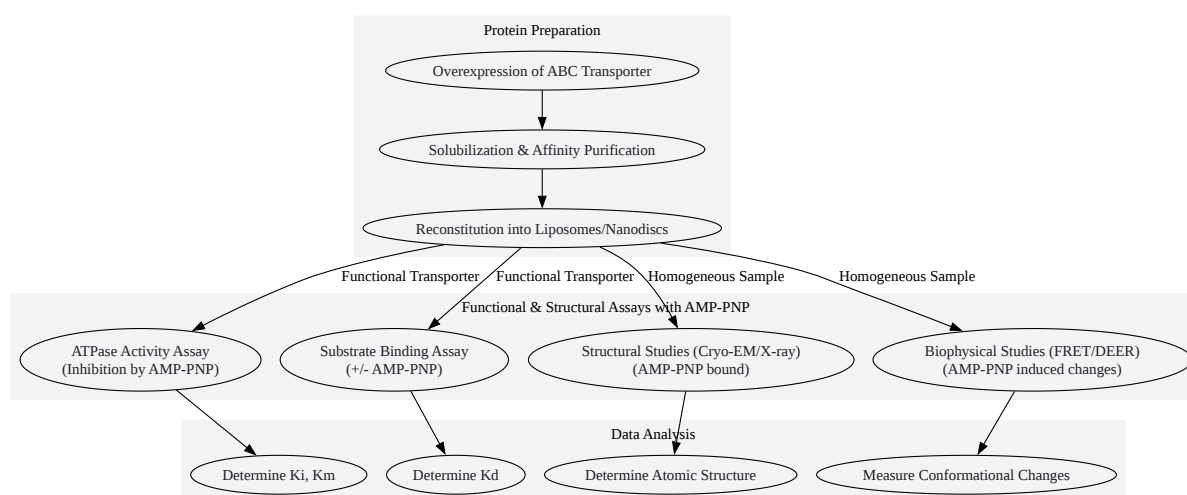 Protein Preparation
Overexpression of ABC Transporter
Solubilization & Affinity Purification
Reconstitution into Liposomes/Nanodiscs
Functional Transporter
Functional Transporter
Homogeneous Sample
Homogeneous Sample
Functional & Structural Assays with AMP-PNP
ATPase Activity Assay
(Inhibition by AMP-PNP)
Substrate Binding Assay
(+/- AMP-PNP)
Structural Studies (Cryo-EM/X-ray)
(AMP-PNP bound)
Biophysical Studies (FRET/DEER)
(AMP-PNP induced changes)
Data Analysis
Determine Ki, Km
Determine Kd
Determine Atomic Structure
Measure Conformational Changes